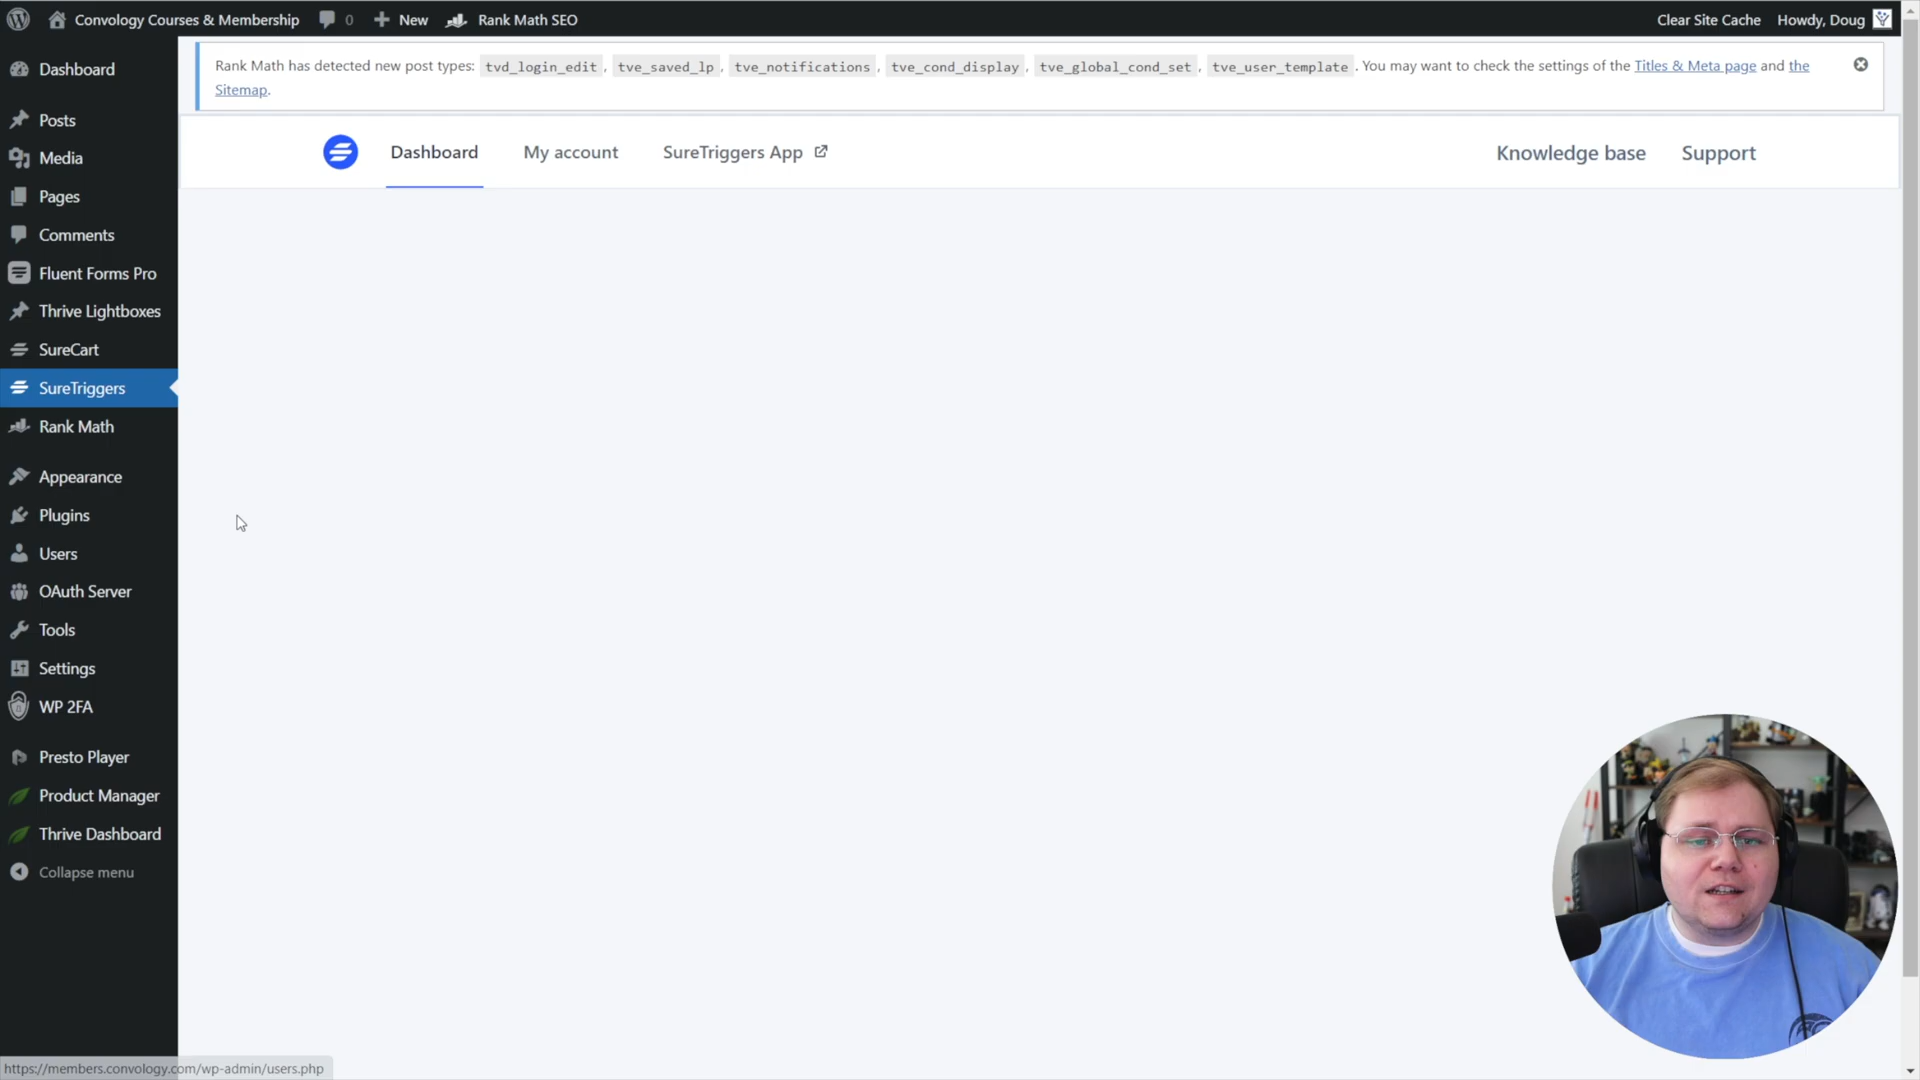 Convology Courses & Membership 0 New Rank Math SEO Clear Site Cache Howdy, Doug
Rank Math has detected new post types: tvd_login_edit, tve_saved_lp, tve_notifications, tve_cond_display, tve_global_cond_set, tve_user_template. You may want to check the settings of the Titles & Meta page and the
Sitemap.
Dashboard My account SureTriggers App Knowledge base Support
Dashboard
Posts
Media
Pages
Comments
Fluent Forms Pro
Thrive Lightboxes
SureCart
SureTriggers
Rank Math
Appearance
Plugins
Users
OAuth Server
Tools
Settings
WP 2FA
Presto Player
Product Manager
Thrive Dashboard
Collapse menu
https://members.convology.com/wp-admin/users.php